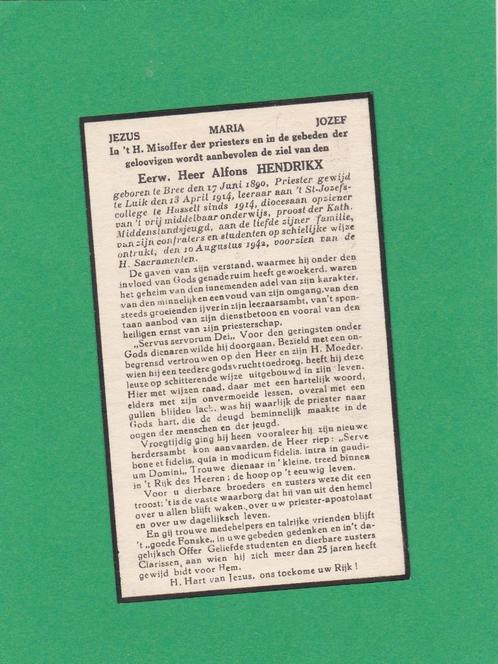 JEZUS MARIA JOZEF
In 't H. Misoffer der priesters en in de gebeden der
geloovigen wordt aanbevolen de ziel van den
Eerw. Heer Alfons HENDRIKX
geboren te Bree den 17 Juni 1890, Priester gewijd
te Luik den 13 April 1914, leeraar aan 't St-Jozefs-
college te Hasselt sinds 1914, diocesaan opziener
van 't vrij middelbaar onderwijs, proost der Kath.
Middenstandsjeugd, aan de liefde zijner familie,
van zijn confraters en studenten op schielijke wijze
ontrukt, den 10 Augustus 1942, voorzien van de
H. Sacramenten.
De gaven van zijn verstand, waarmee hij onder den
invloed van Gods genade ruim heeft gewoekerd, waren
het geheim van den innemenden adel van zijn karakter,
van den minnelijken eenvoud van zijn omgang, van den
steeds groeienden ijver in zijn leeraarsambt, van 't spon-
taan aanbod van zijn dienstbetoon en vooral van den
heiligen ernst van zijn priesterschap.
„Servus servorum Dei„. Voor den geringsten onder
Gods dienaren wilde hij doorgaan. Bezield met een on-
begrensd vertrouwen op den Heer en zijn H. Moeder,
wien hij een teedere godsvrucht toedroeg, heeft hij deze
leuze op schitterende wijze uitgebouwd in zijn leven.
Hier met wijzen raad, daar met een hartelijk woord,
elders met zijn onvermoeide lessen, overal met een
gullen blijden lach, was hij waarlijk de priester naar
Gods hart, die de deugd beminnelijk maakte in de
oogen der menschen en der jeugd.
Vroegtijdig ging hij heen vooraleer hij zijn nieuwe
herdersambt kon aanvaarden, de Heer riep: „Serve
bone et fidelis, quia in modicum fidelis, intra in gaudi-
um Domini„ Trouwe dienaar in 't kleine, treed binnen
in 't Rijk des Heeren; de hoop op 't eeuwig leven.
Voor u dierbare broeders en zusters weze dit een
troost: 't is de vaste waarborg dat hij van uit den hemel
over u allen blijft waken, over uw priester-apostolaat
en over uw dagelijksch leven.
En gij trouwe medehelpers en talrijke vrienden blijft
't „goede Fonske„ in uwe gebeden gedenken en in't da-
gelijksch Offer Geliefde studenten en dierbare zusters
Clarissen, aan wien hij zich meer dan 25 jaren heeft
gewijd bidt voor Hem.
H. Hart van Jezus, ons toekome uw Rijk !